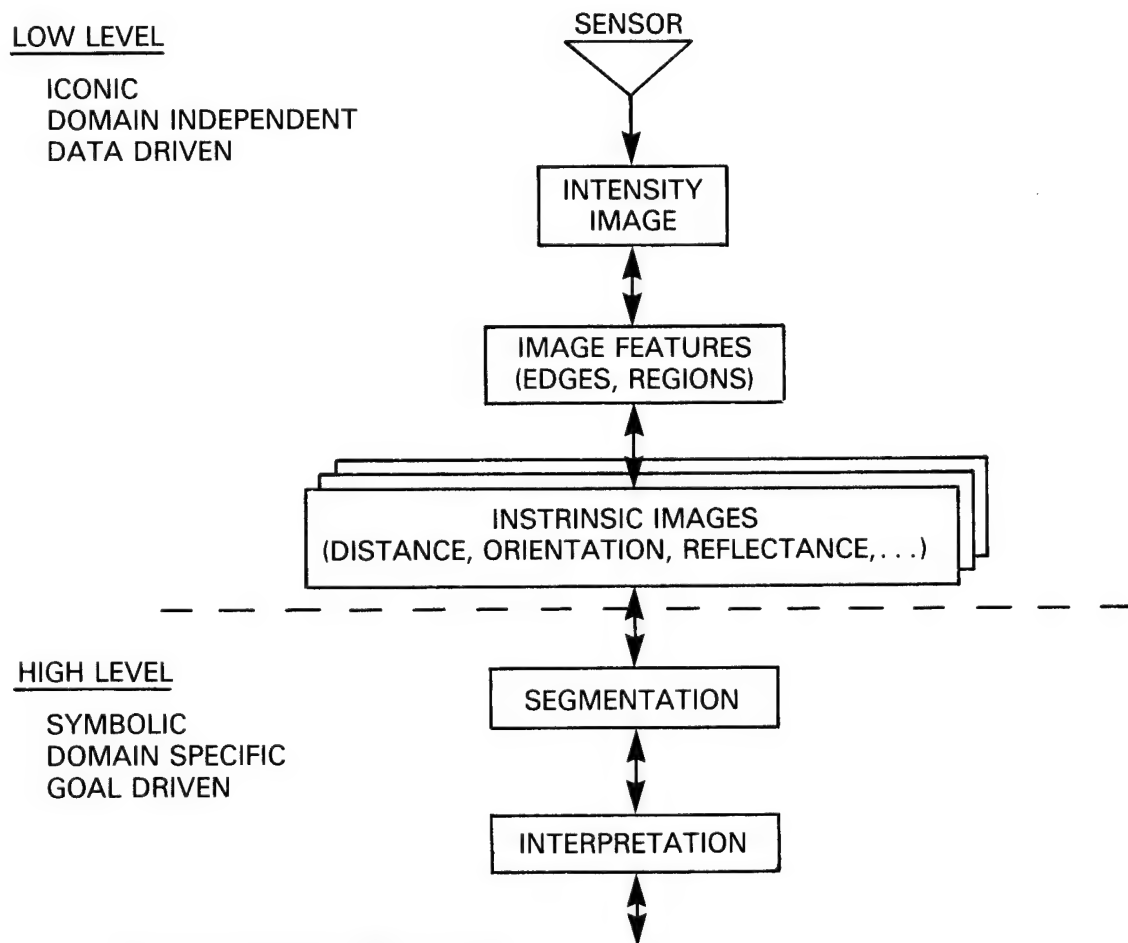 LOW LEVEL
ICONIC
DOMAIN INDEPENDENT
DATA DRIVEN
SENSOR
INTENSITY
IMAGE
IMAGE FEATURES
(EDGES, REGIONS)
INSTRINSIC IMAGES
(DISTANCE, ORIENTATION, REFLECTANCE,...)
HIGH LEVEL
SYMBOLIC
DOMAIN SPECIFIC
GOAL DRIVEN
SEGMENTATION
INTERPRETATION